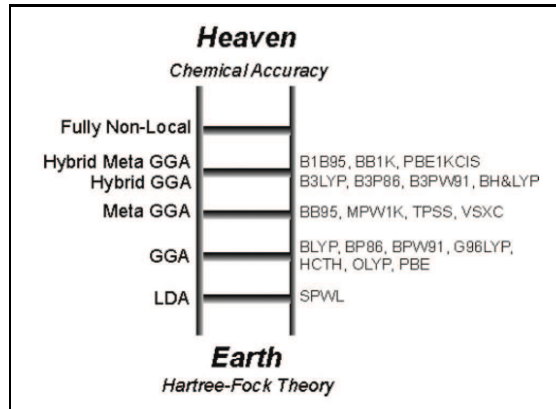 Heaven
Chemical Accuracy
Fully Non-Local
Hybrid Meta GGA B1B95, BB1K, PBE1KCIS
Hybrid GGA B3LYP, B3P86, B3PW91, BH&LYP
Meta GGA BB95, MPW1K, TPSS, VSXC
GGA BLYP, BP86, BPW91, G96LYP,
HCTH, OLYP, PBE
LDA SPWL
Earth
Hartree-Fock Theory